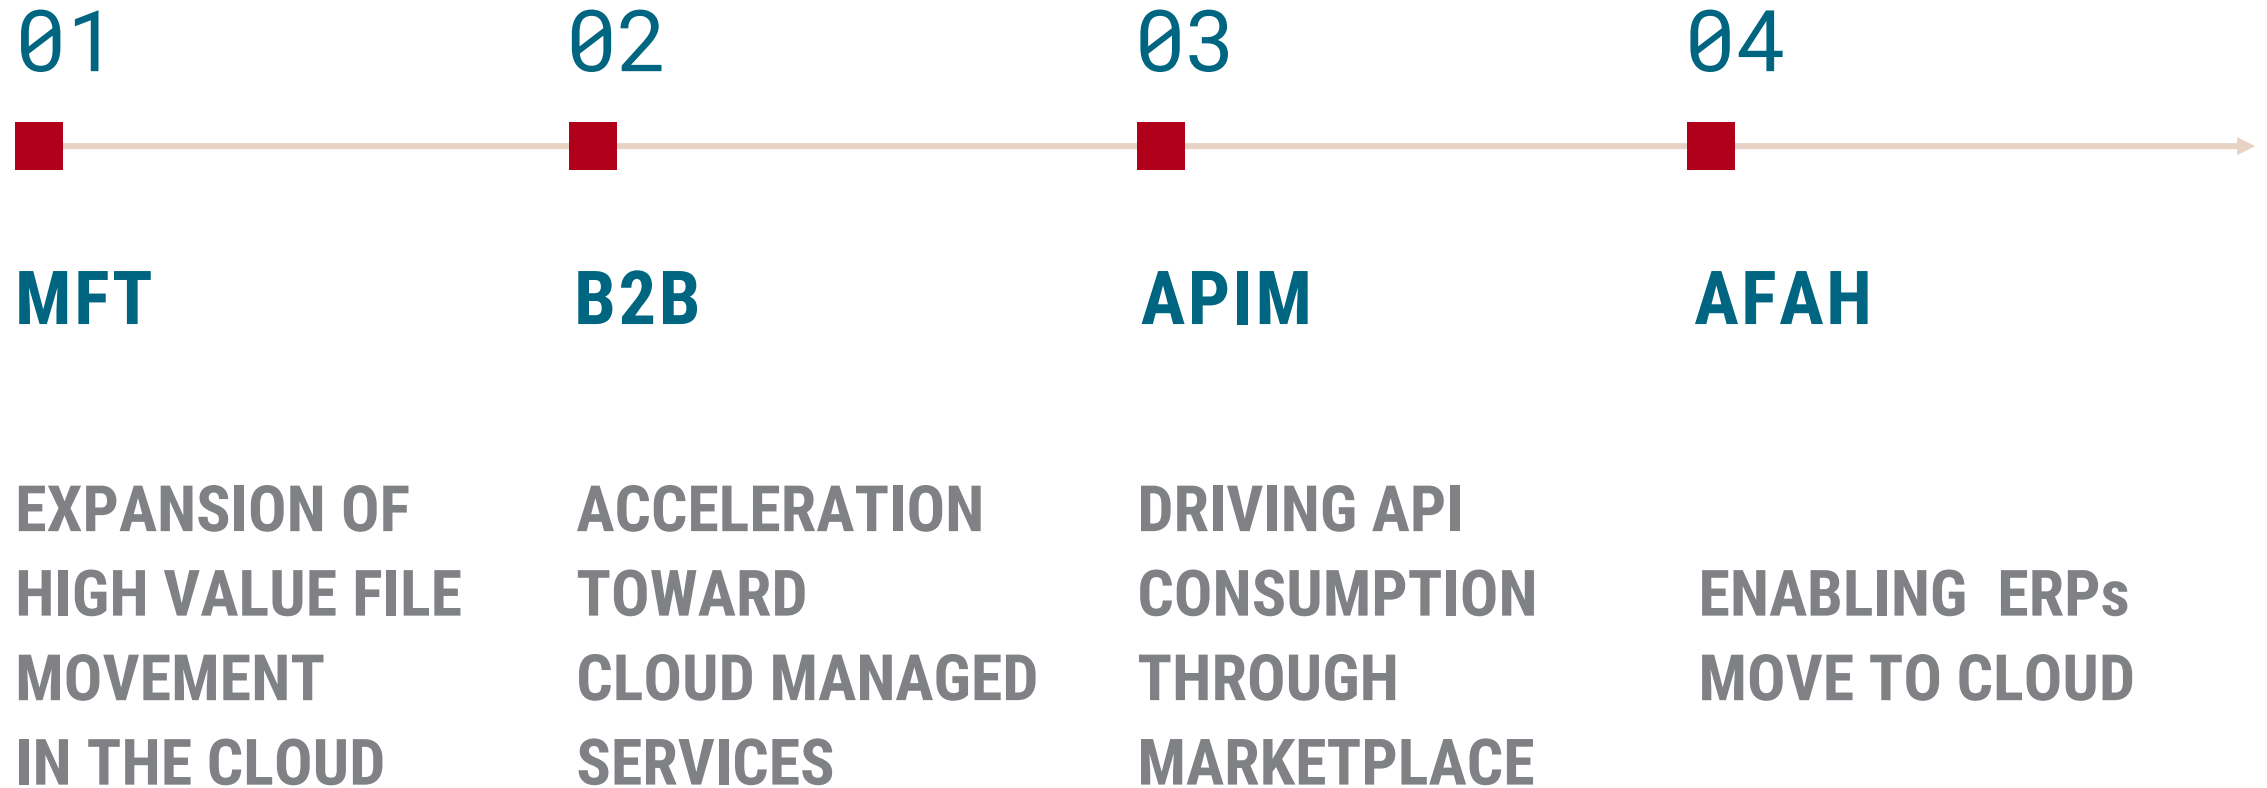 01
02
03
04
MFT
B2B
APIM
AFAH
EXPANSION OF
HIGH VALUE FILE
MOVEMENT
IN THE CLOUD
ACCELERATION
TOWARD
CLOUD MANAGED
SERVICES
DRIVING API
CONSUMPTION
THROUGH
MARKETPLACE
ENABLING  ERPs
MOVE TO CLOUD